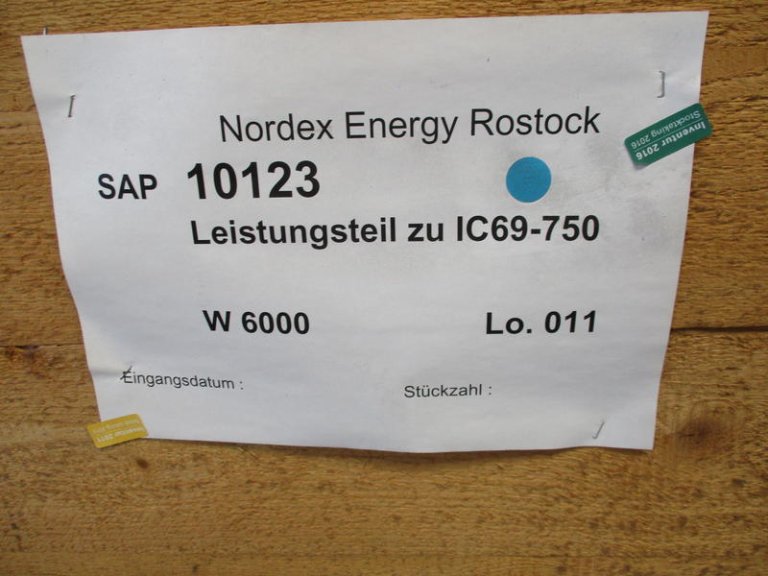 Nordex Energy Rostock
Inventur 2016
Stocktaking 2016
SAP 10123
Leistungsteil zu IC69-750
W 6000
Lo. 011
Eingangsdatum :
Stückzahl :